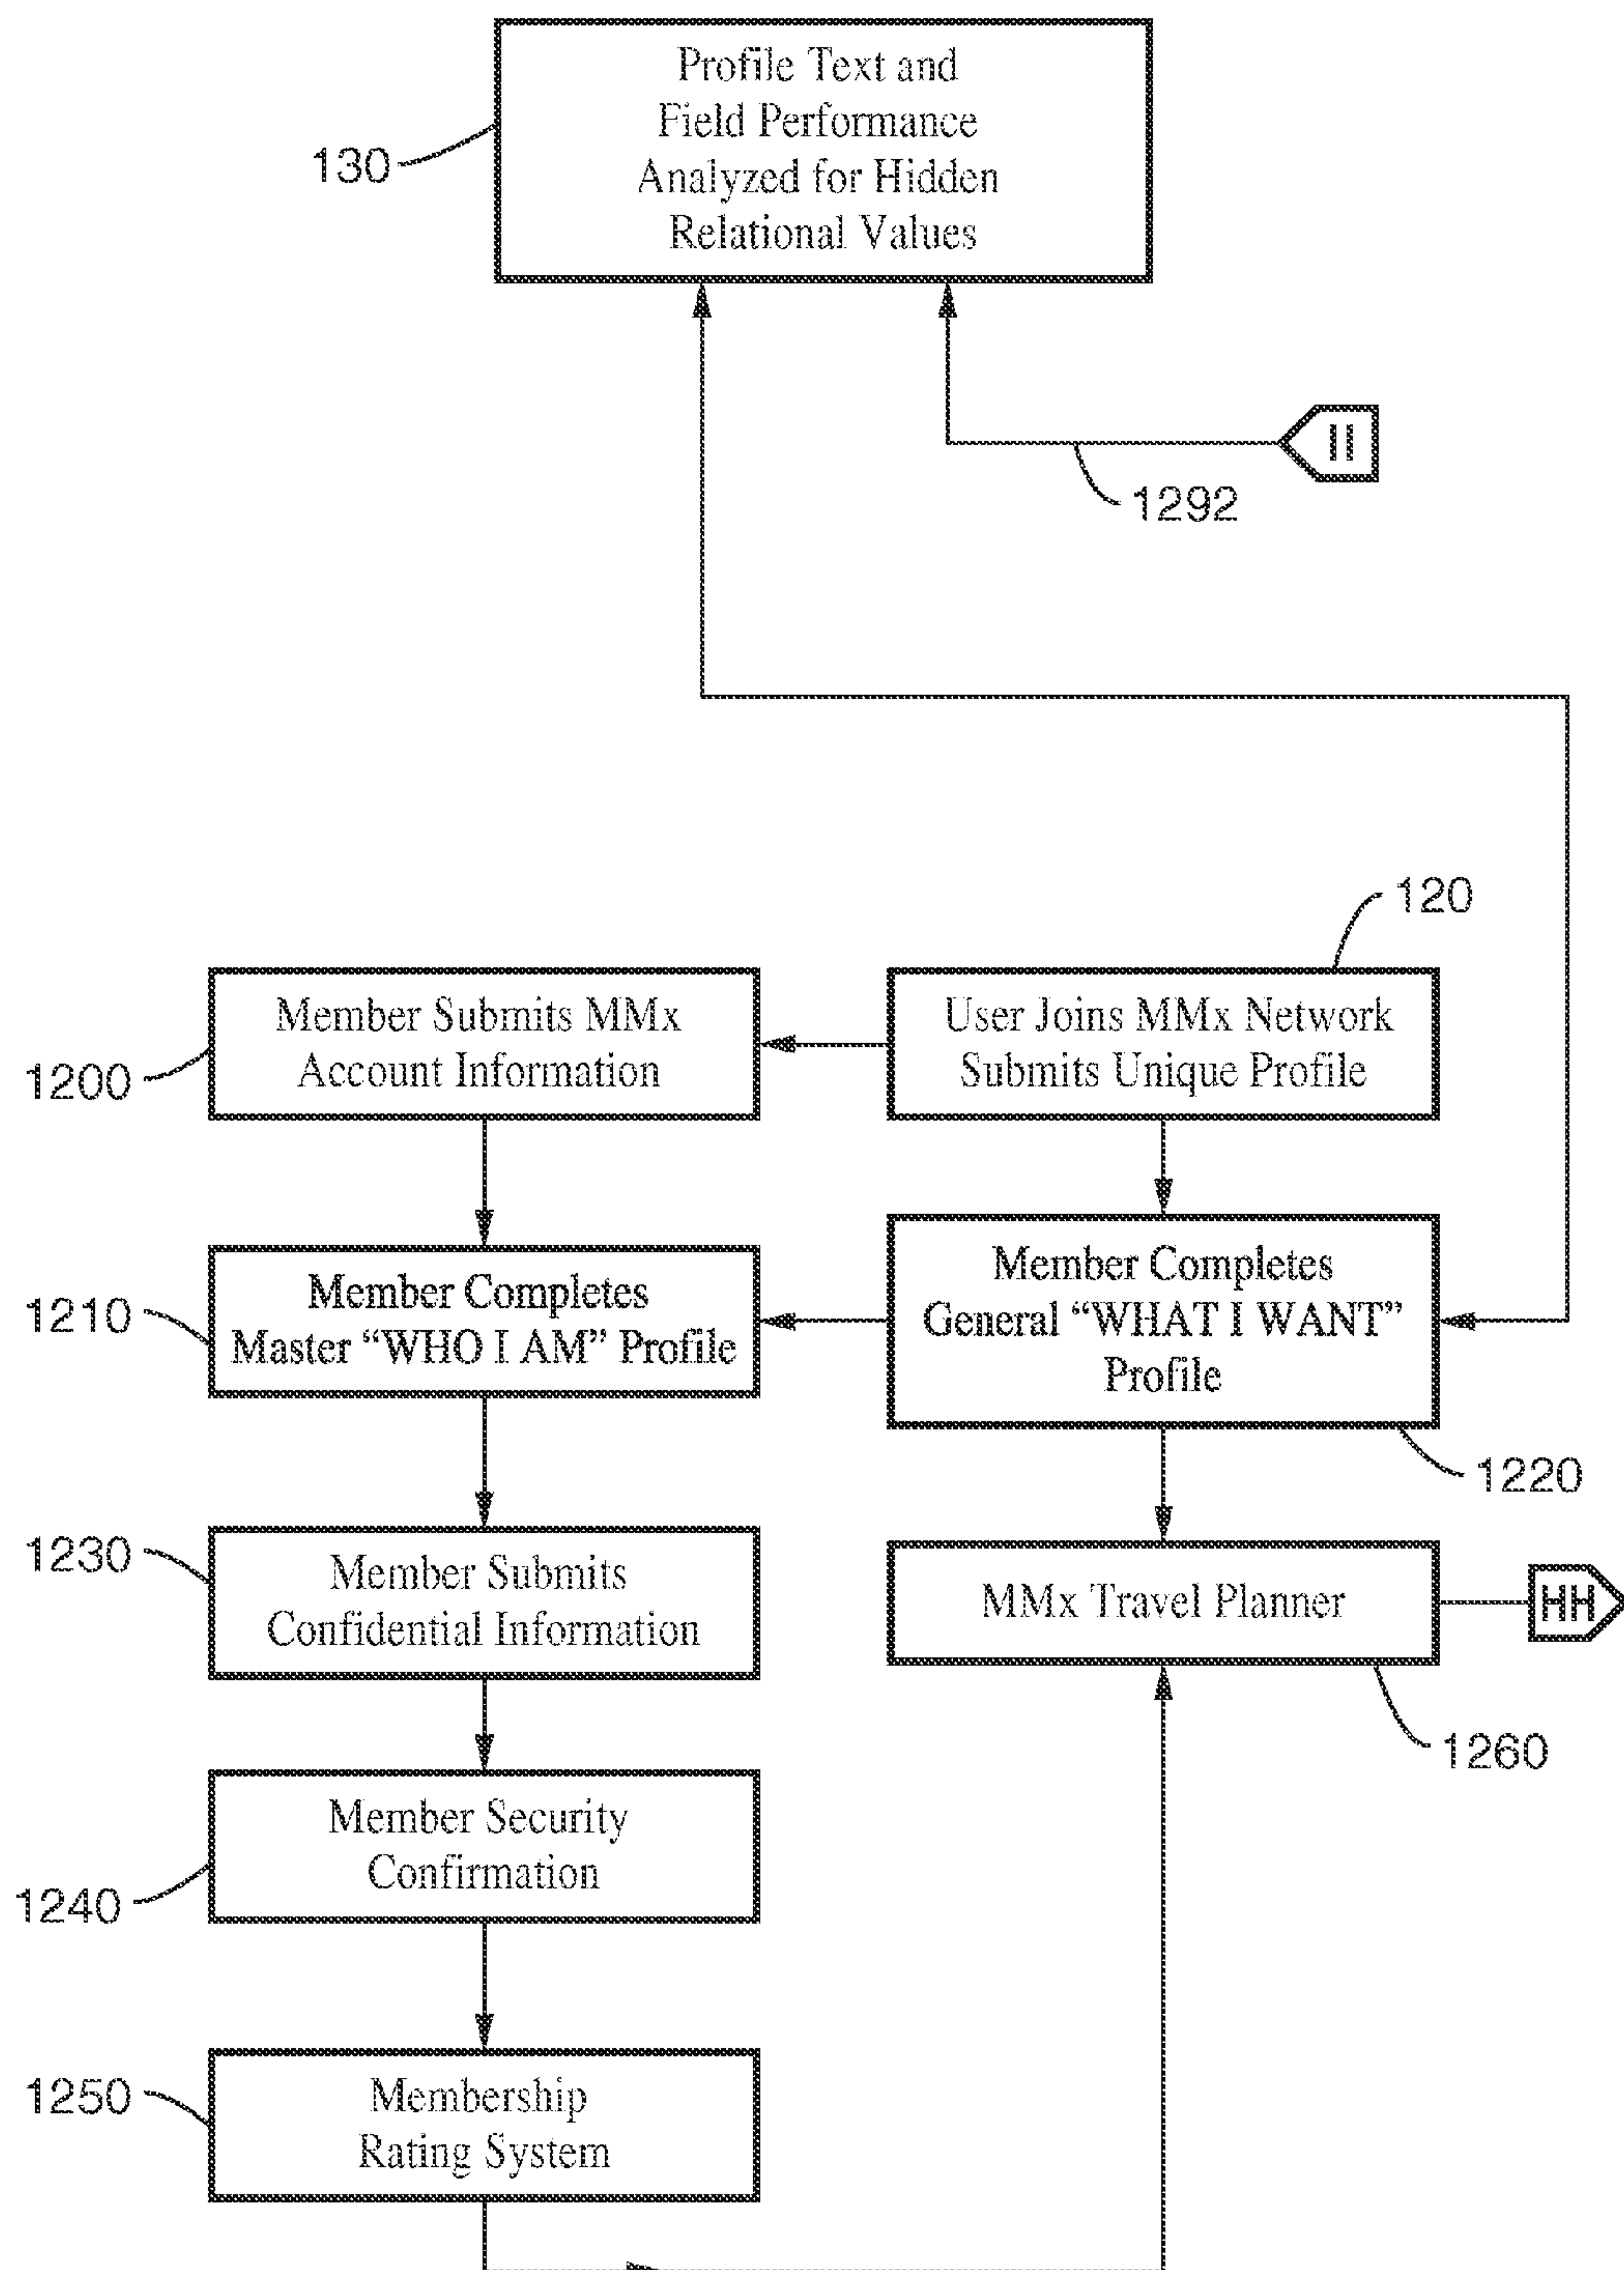 Profile Text and
Field Performance
Analyzed for Hidden
Relational Values
130
II
1292
120
Member Submits MMx
Account Information
1200
User Joins MMx Network
Submits Unique Profile
Member Completes
Master “WHO I AM” Profile
1210
Member Completes
General “WHAT I WANT”
Profile
1220
Member Submits
Confidential Information
1230
MMx Travel Planner
HH
1260
Member Security
Confirmation
1240
Membership
Rating System
1250